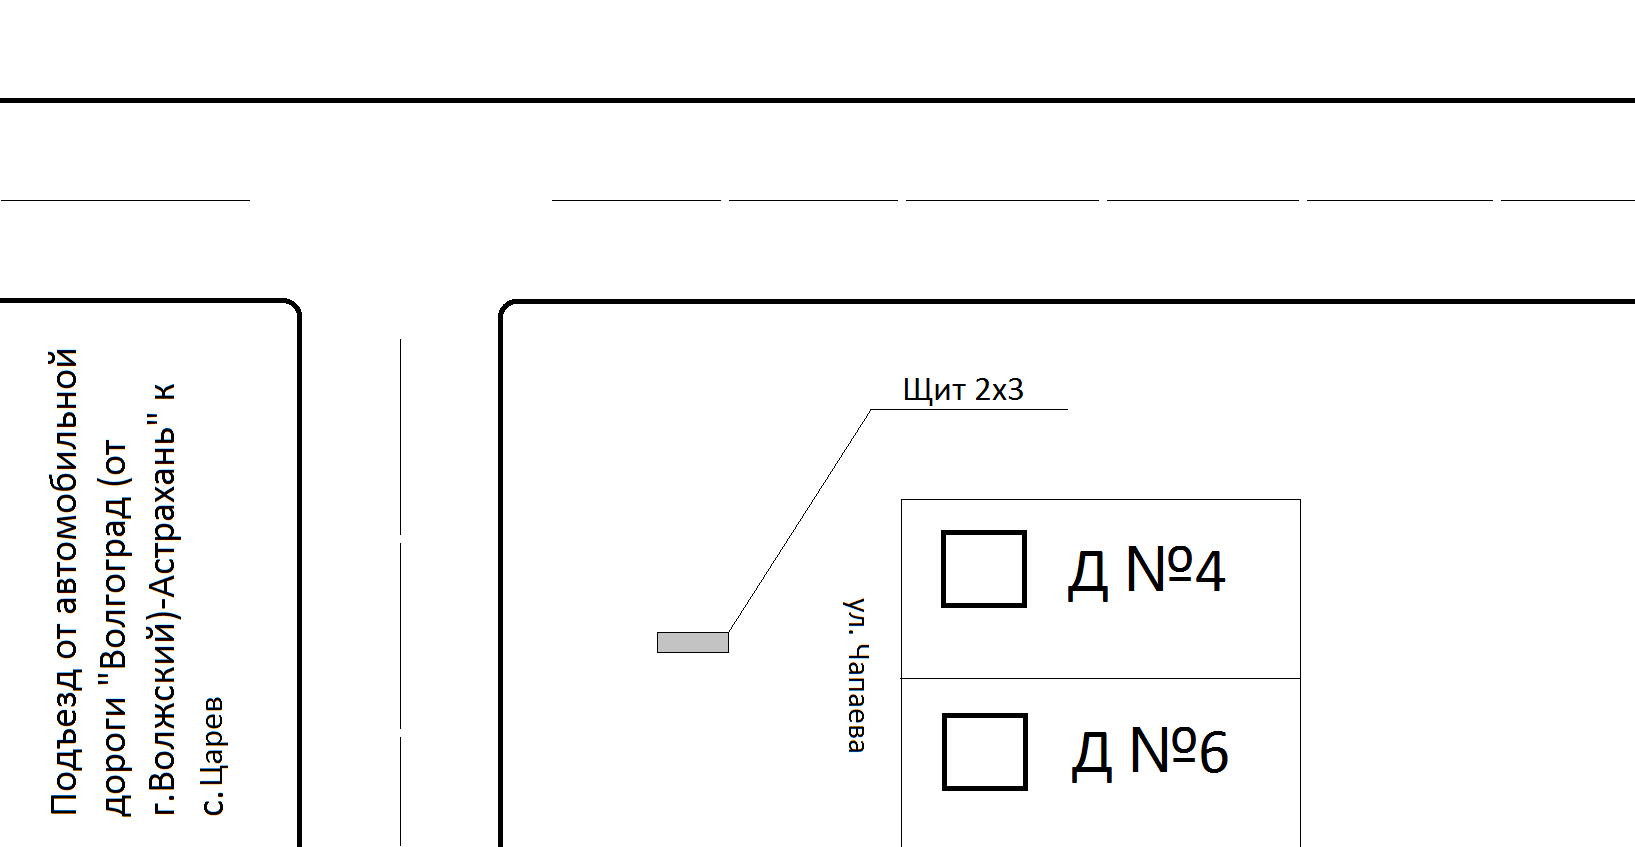 Подъезд от автомобильной
дороги "Волгоград (от
г.Волжский)-Астрахань" к
с.Царев
Щит 2х3
ул. Чапаева
Д №4
Д №6